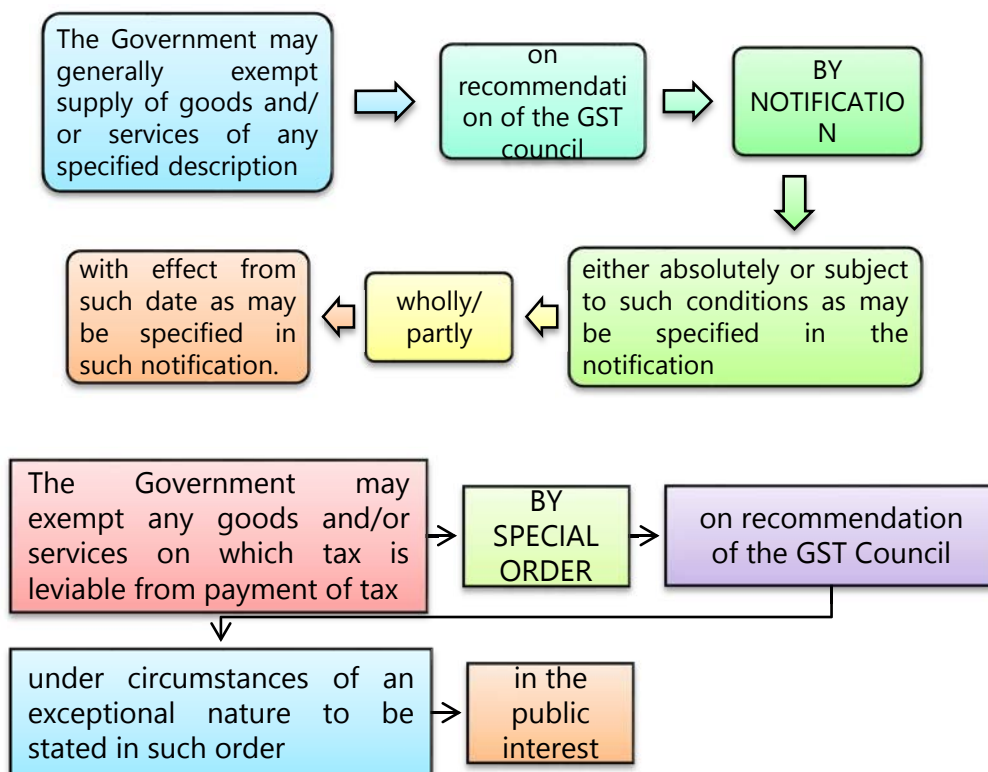 The Government may
generally exempt
supply of goods and/
or services of any
specified description
on
recommendati
on of the GST
council
BY
NOTIFICATIO
N
either absolutely or subject
to such conditions as may
be specified in the
notification
wholly/
partly
with effect from
such date as may
be specified in
such notification.
The Government may
exempt any goods and/or
services on which tax is
leviable from payment of tax
BY
SPECIAL
ORDER
on recommendation
of the GST Council
under circumstances of an
exceptional nature to be
stated in such order
in the
public
interest